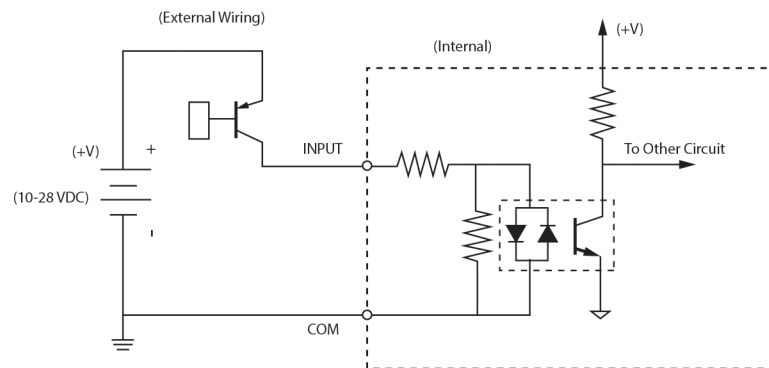 (External Wiring)
(Internal)
(+V)
(+V)
+
INPUT
To Other Circuit
(10-28 VDC)
-
COM